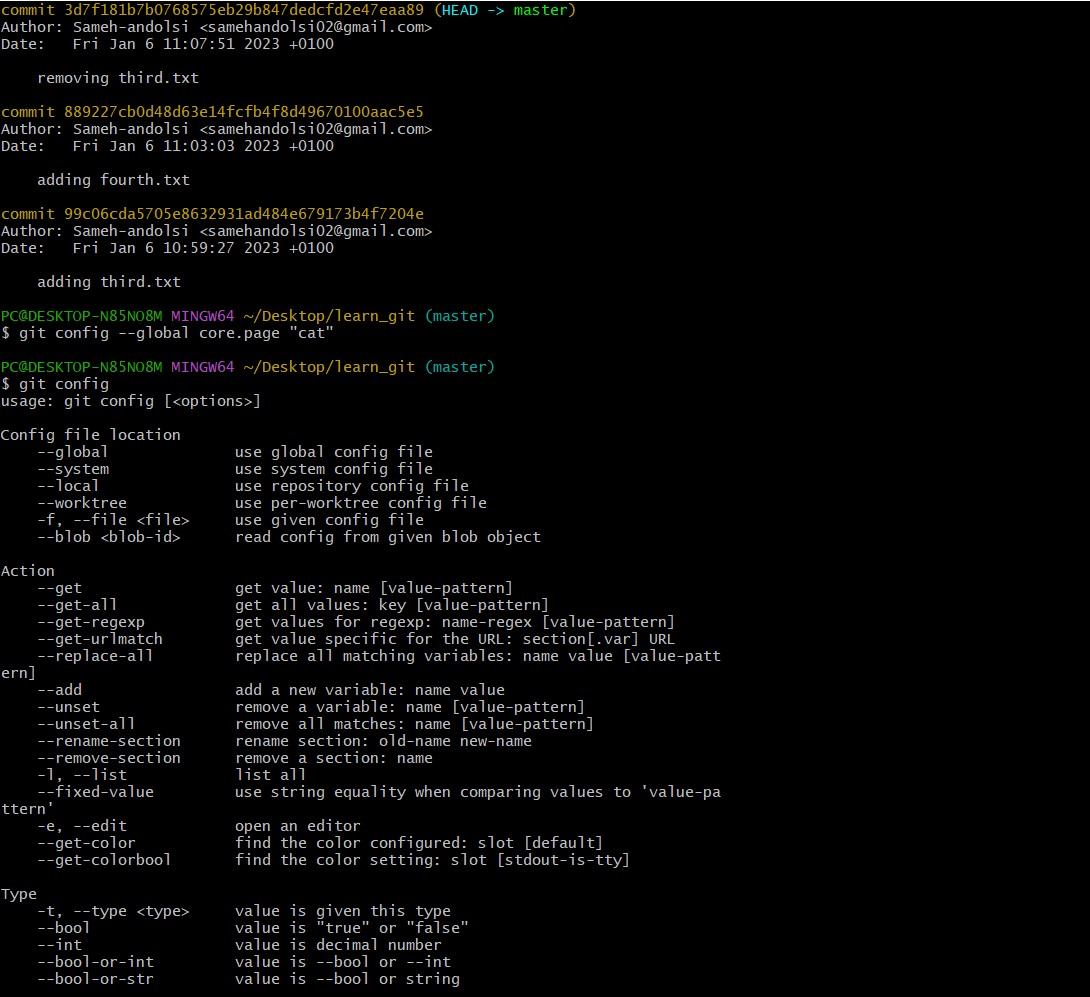 commit 3d7f181b7b0768575eb29b847dedcfd2e47eaa89 (HEAD -> master)
Author: Sameh-andolsi <samehandolsi02@gmail.com>
Date:   Fri Jan 6 11:07:51 2023 +0100
    removing third.txt
commit 889227cb0d48d63e14fcfb4f8d49670100aac5e5
Author: Sameh-andolsi <samehandolsi02@gmail.com>
Date:   Fri Jan 6 11:03:03 2023 +0100
    adding fourth.txt
commit 99c06cda5705e8632931ad484e679173b4f7204e
Author: Sameh-andolsi <samehandolsi02@gmail.com>
Date:   Fri Jan 6 10:59:27 2023 +0100
    adding third.txt
PC@DESKTOP-N85NO8M MINGW64 ~/Desktop/learn_git (master)
$ git config --global core.page "cat"
PC@DESKTOP-N85NO8M MINGW64 ~/Desktop/learn_git (master)
$ git config
usage: git config [<options>]
Config file location
    --global              use global config file
    --system              use system config file
    --local               use repository config file
    --worktree            use per-worktree config file
    -f, --file <file>     use given config file
    --blob <blob-id>      read config from given blob object
Action
    --get                 get value: name [value-pattern]
    --get-all             get all values: key [value-pattern]
    --get-regexp          get values for regexp: name-regex [value-pattern]
    --get-urlmatch        get value specific for the URL: section[.var] URL
    --replace-all         replace all matching variables: name value [value-patt
ern]
    --add                 add a new variable: name value
    --unset               remove a variable: name [value-pattern]
    --unset-all           remove all matches: name [value-pattern]
    --rename-section      rename section: old-name new-name
    --remove-section      remove a section: name
    -l, --list            list all
    --fixed-value         use string equality when comparing values to 'value-pa
ttern'
    -e, --edit            open an editor
    --get-color           find the color configured: slot [default]
    --get-colorbool       find the color setting: slot [stdout-is-tty]
Type
    -t, --type <type>     value is given this type
    --bool                value is "true" or "false"
    --int                 value is decimal number
    --bool-or-int         value is --bool or --int
    --bool-or-str         value is --bool or string